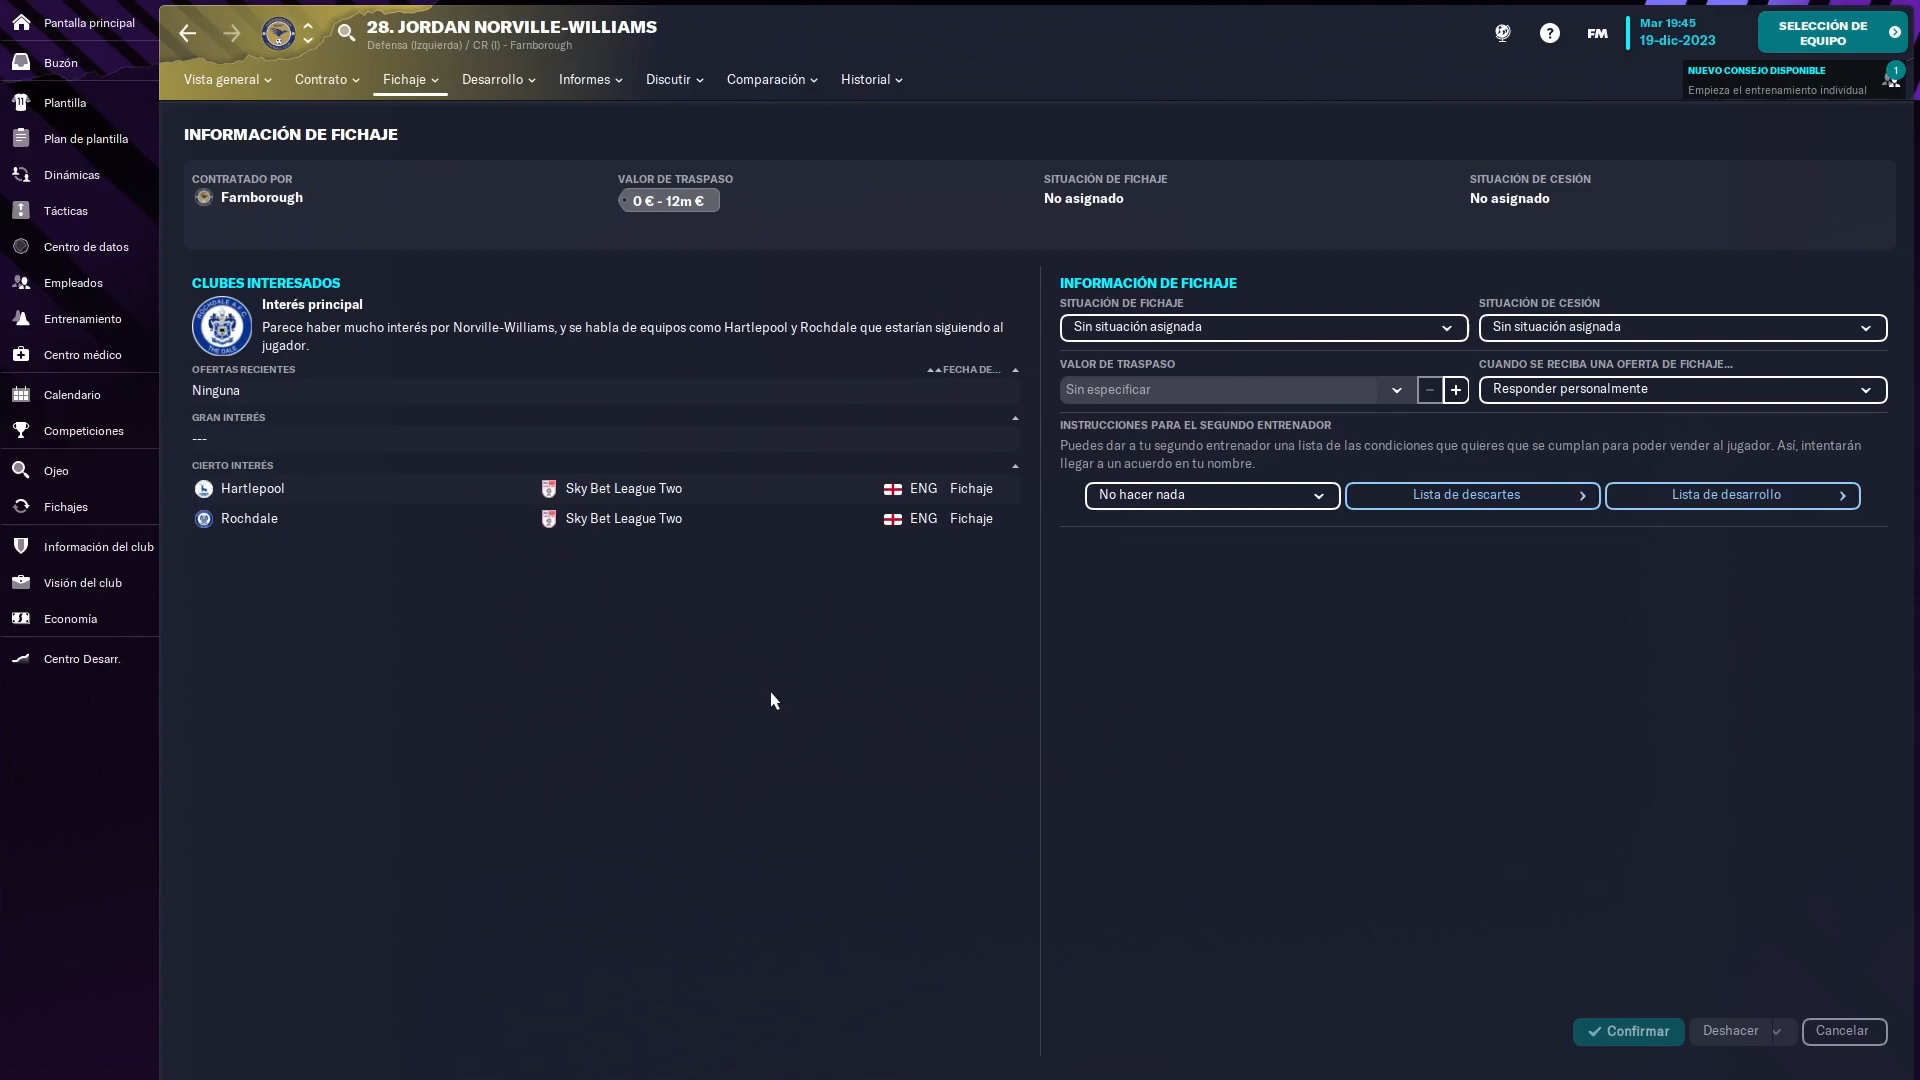 Pantalla principal
Buzón
Plantilla
Plan de plantilla
Dinámicas
Tácticas
Centro de datos
Empleados
Entrenamiento
Centro médico
Calendario
Competiciones
Ojeo
Fichajes
Información del club
Visión del club
Economía
Centro Desarr.
28. JORDAN NORVILLE-WILLIAMS
Defensa (Izquierda) / CR (I) - Farnborough
FM
Mar 19:45
19-dic-2023
SELECCIÓN DE
EQUIPO
Vista general
Contrato
Fichaje
Desarrollo
Informes
Discutir
Comparación
Historial
NUEVO CONSEJO DISPONIBLE
1
Empieza el entrenamiento individual
INFORMACIÓN DE FICHAJE
CONTRATADO POR
Farnborough
VALOR DE TRASPASO
0 € - 12m €
SITUACIÓN DE FICHAJE
No asignado
SITUACIÓN DE CESIÓN
No asignado
CLUBES INTERESADOS
Interés principal
Parece haber mucho interés por Norville-Williams, y se habla de equipos como Hartlepool y Rochdale que estarían siguiendo al
jugador.
OFERTAS RECIENTES FECHA DE...
Ninguna
GRAN INTERÉS
---
CIERTO INTERÉS
Hartlepool Sky Bet League Two ENG Fichaje
Rochdale Sky Bet League Two ENG Fichaje
INFORMACIÓN DE FICHAJE
SITUACIÓN DE FICHAJE
Sin situación asignada
SITUACIÓN DE CESIÓN
Sin situación asignada
VALOR DE TRASPASO
Sin especificar
CUANDO SE RECIBA UNA OFERTA DE FICHAJE...
Responder personalmente
INSTRUCCIONES PARA EL SEGUNDO ENTRENADOR
Puedes dar a tu segundo entrenador una lista de las condiciones que quieres que se cumplan para poder vender al jugador. Así, intentarán
llegar a un acuerdo en tu nombre.
No hacer nada
Lista de descartes
Lista de desarrollo
Confirmar
Deshacer
Cancelar